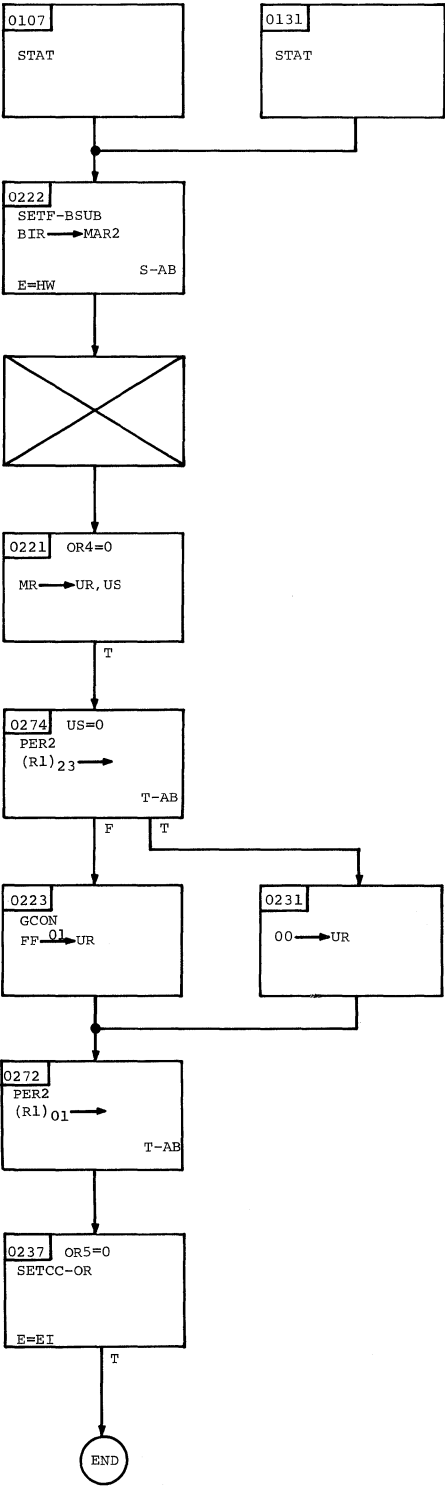 0107
STAT
0131
STAT
0222
SETF-BSUB
BIR → MAR2
S-AB
E=HW
0221 OR4=0
MR → UR,US
T
0274 US=0
PER2
(R1)23 →
T-AB
F T
0223
GCON
FF 01 → UR
0231
00 → UR
0272
PER2
(R1)01 →
T-AB
0237 OR5=0
SETCC-OR
E=EI
T
END